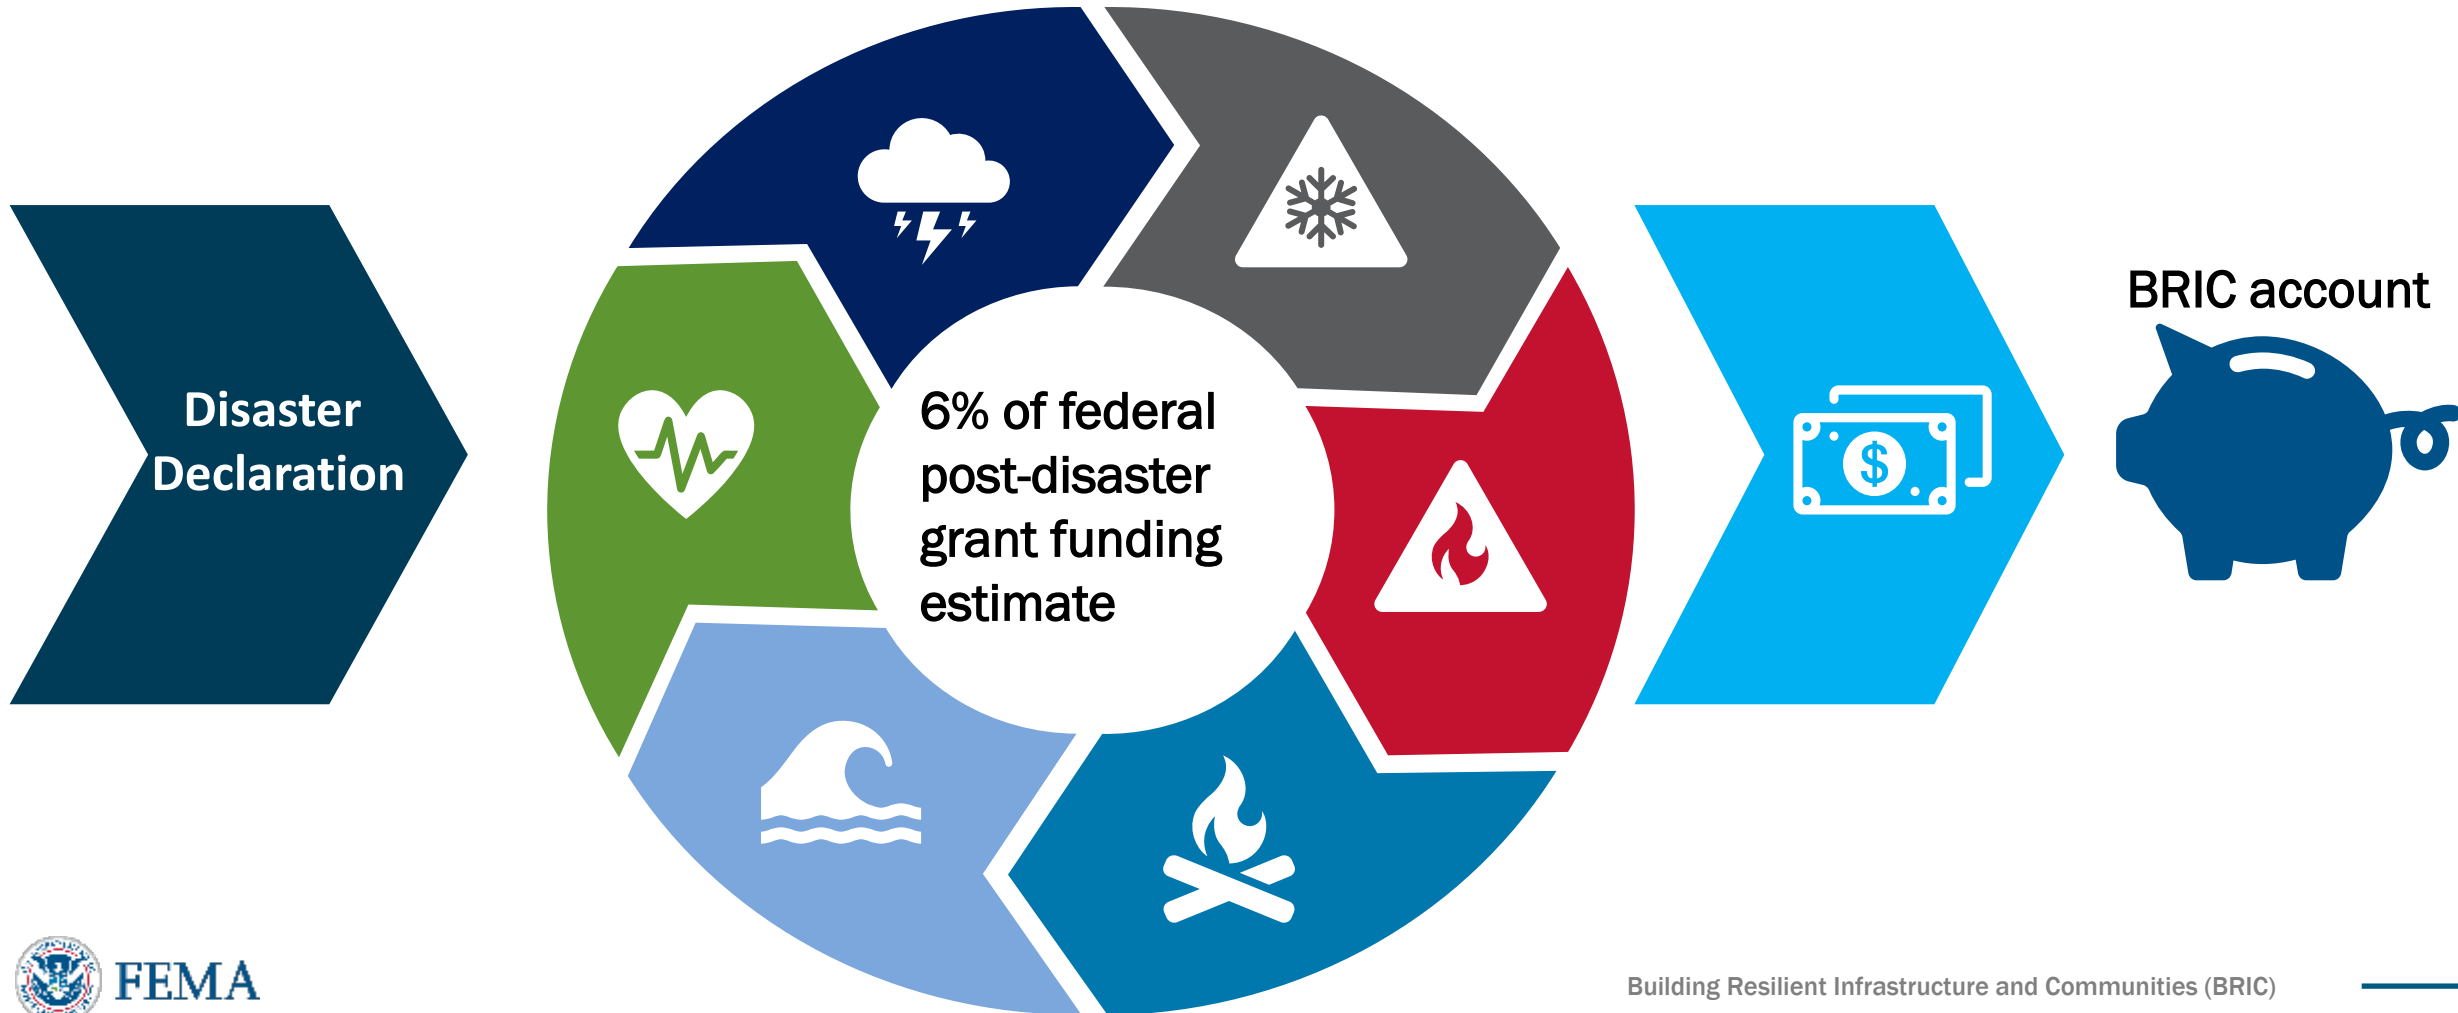 Disaster
Declaration
6% of federal
post-disaster
grant funding
estimate
$
BRIC account
FEMA
Building Resilient Infrastructure and Communities (BRIC)